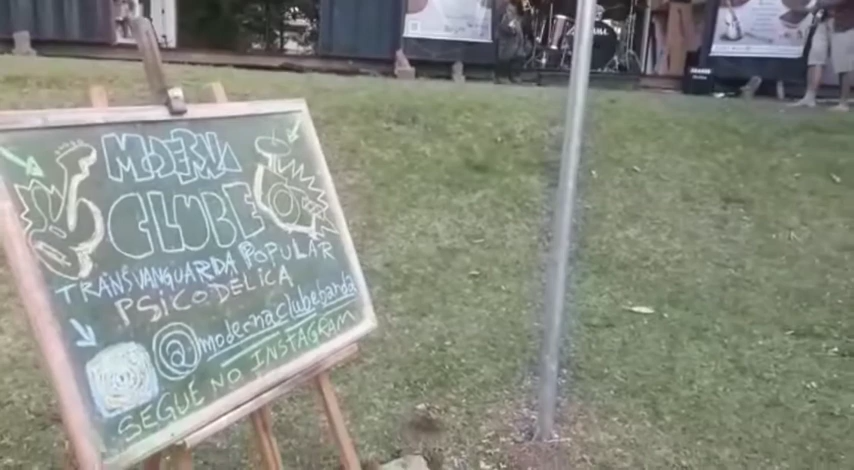 MODERNA
CLUBE
TRANSVANGUARDA POPULAR
PSICODELICA
@modernaclubebanda
SEGUE NO INSTAGRAM